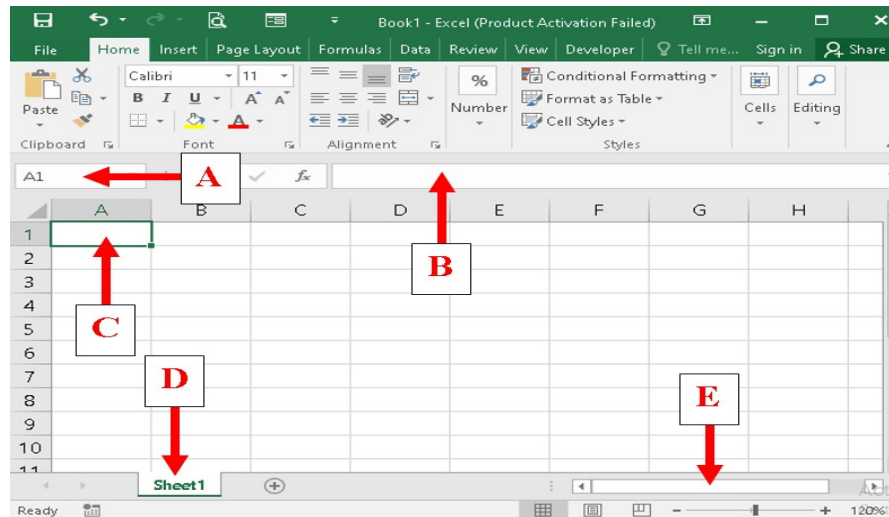 Book1 - Excel (Product Activation Failed)
File Home Insert Page Layout Formulas Data Review View Developer Tell me... Sign in Share
Paste
Calibri 11
B I U A A
A
%
Number
Conditional Formatting
Format as Table
Cell Styles
Cells
Editing
Clipboard Font Alignment Styles
A1 A fx
A B C D E F G H
1
2 B
3
4
5 C
6
7 D
8 E
9
10
11
Sheet1
Ready 120%